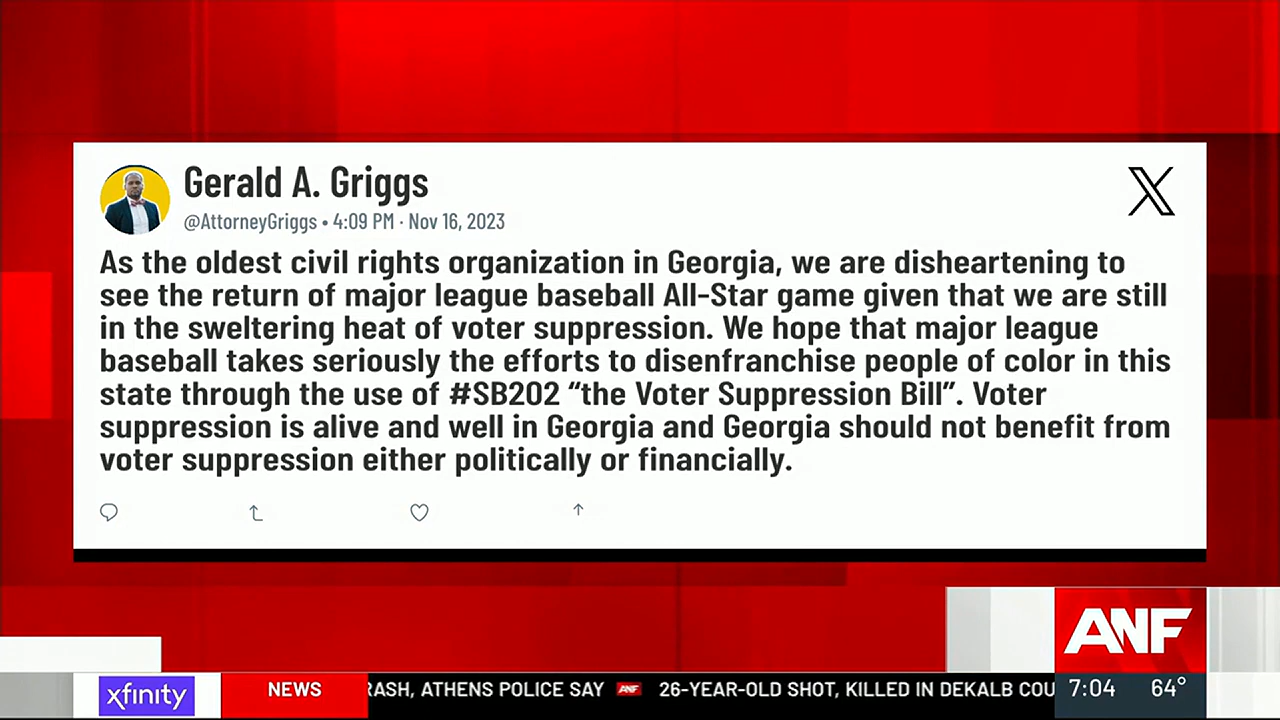 Gerald A. Griggs
@AttorneyGriggs • 4:09 PM · Nov 16, 2023
As the oldest civil rights organization in Georgia, we are disheartening to
see the return of major league baseball All-Star game given that we are still
in the sweltering heat of voter suppression. We hope that major league
baseball takes seriously the efforts to disenfranchise people of color in this
state through the use of #SB202 “the Voter Suppression Bill”. Voter
suppression is alive and well in Georgia and Georgia should not benefit from
voter suppression either politically or financially.
ANF
xfinity NEWS RASH, ATHENS POLICE SAY ANF 26-YEAR-OLD SHOT, KILLED IN DEKALB COU 7:04 64°